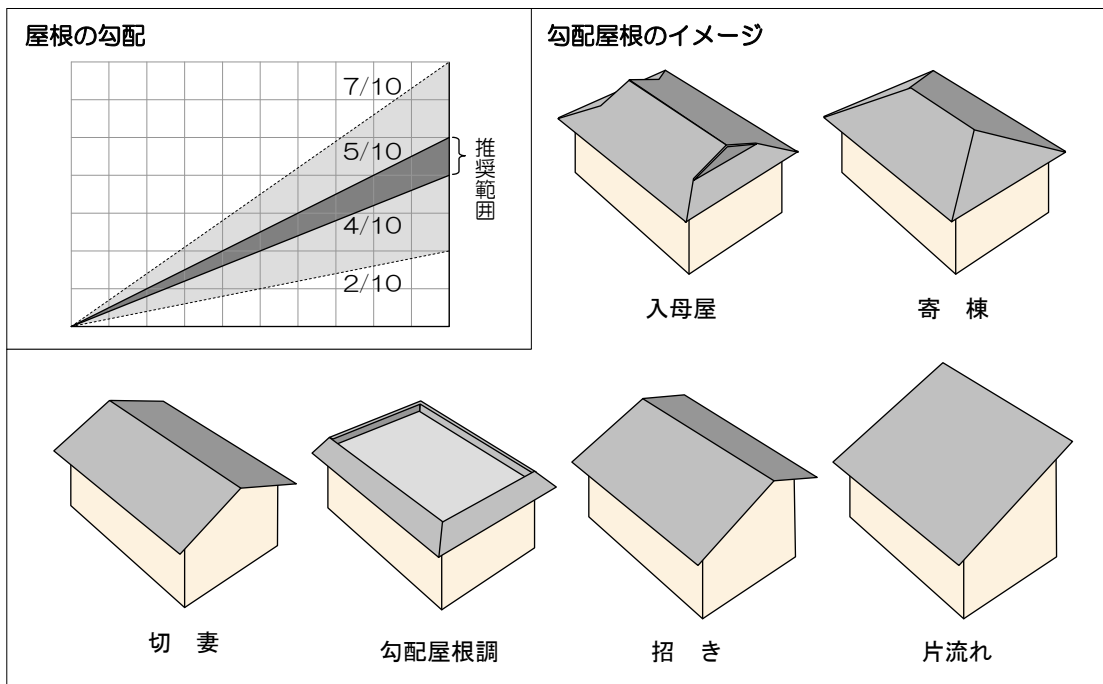 屋根の勾配
7/10
5/10
推奨範囲
4/10
2/10
勾配屋根のイメージ
入母屋
寄 棟
切 妻
勾配屋根調
招 き
片流れ